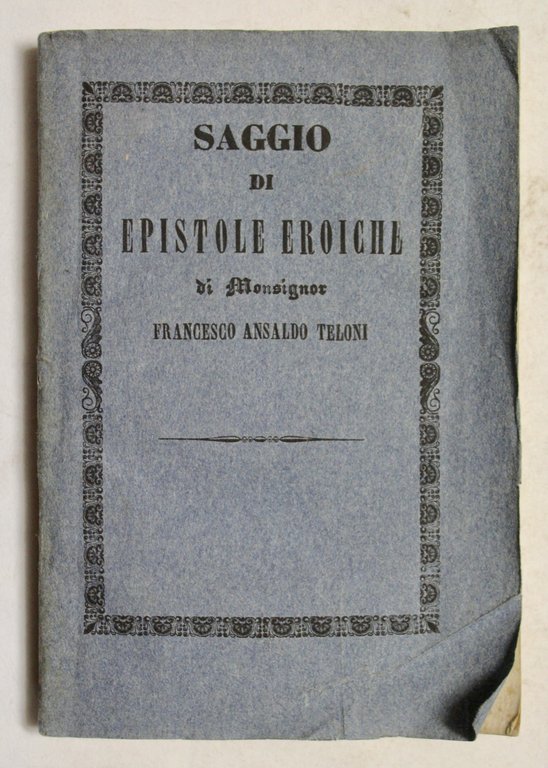 SAGGIO
DI
EPISTOLE EROICHE
di Monsignor
FRANCESCO ANSALDO TELONI